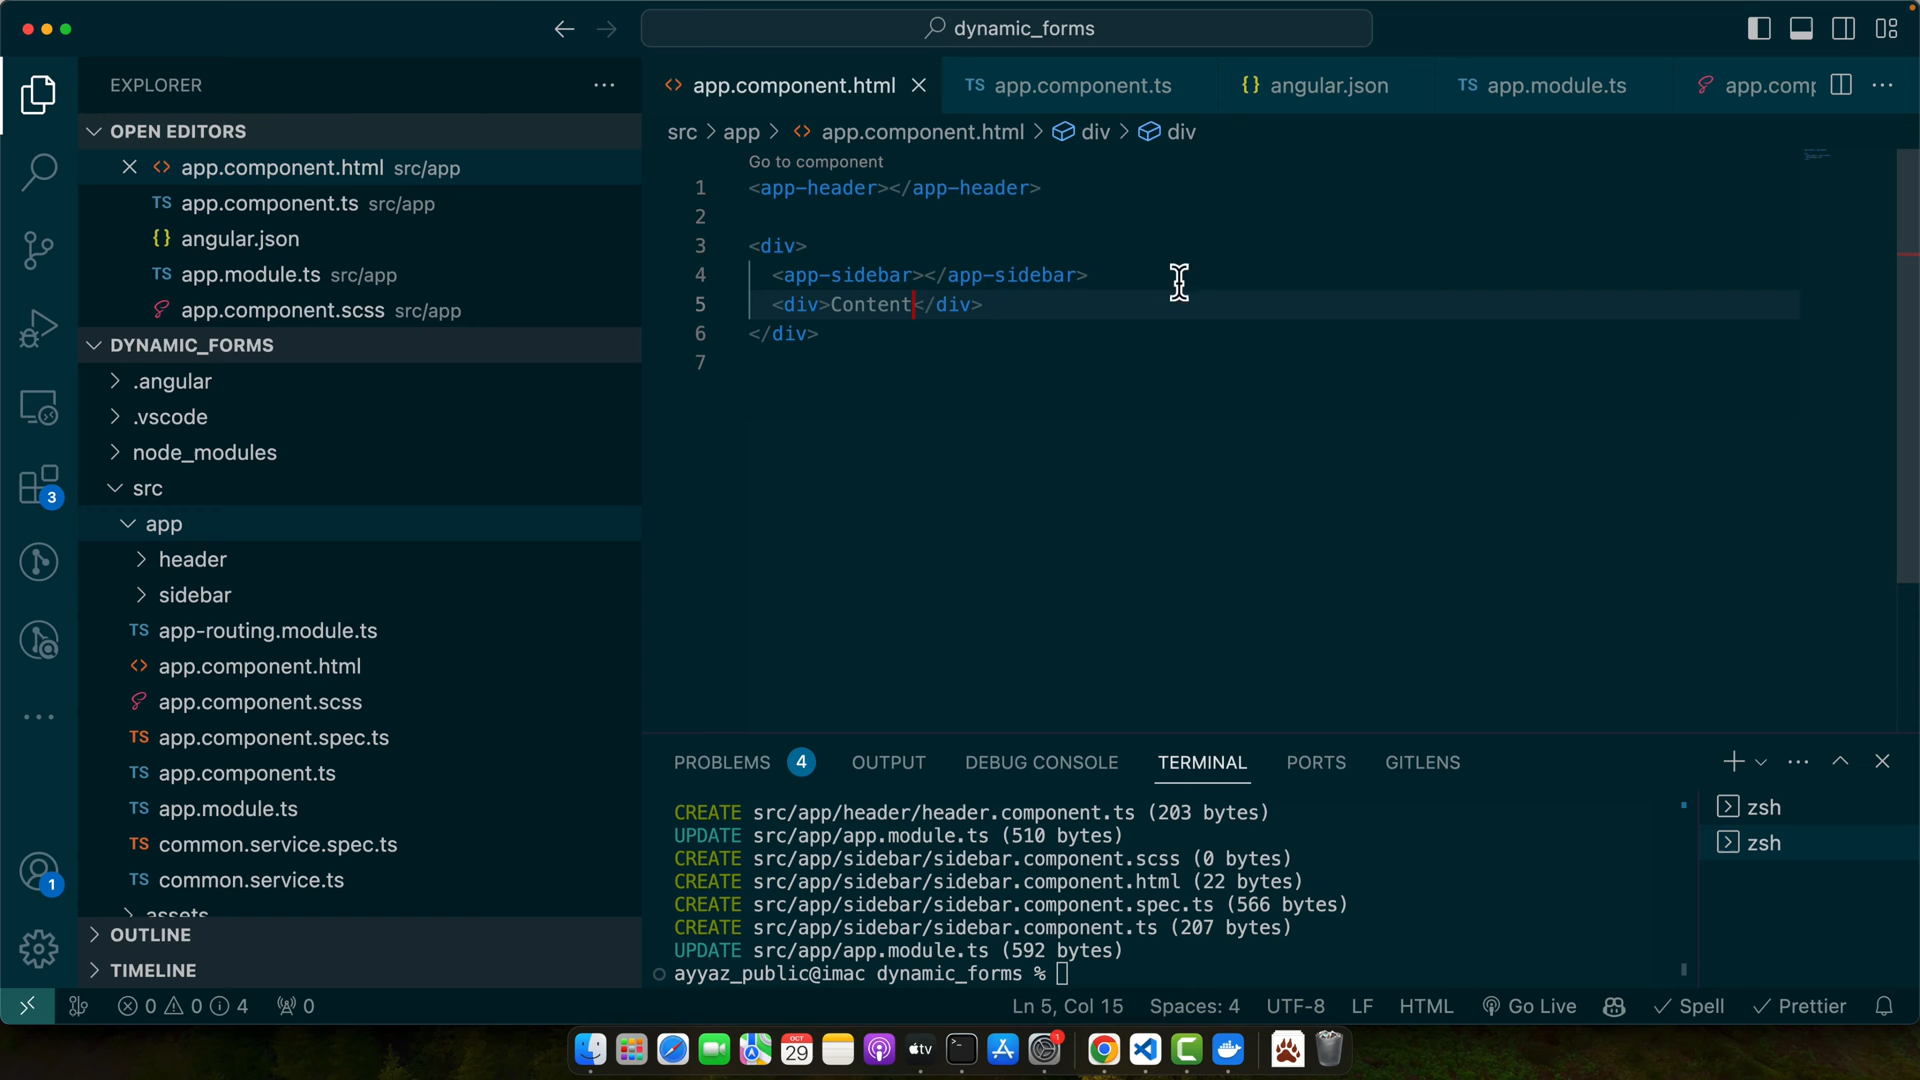 dynamic_forms
EXPLORER
OPEN EDITORS
app.component.html src/app
TS app.component.ts src/app
{} angular.json
TS app.module.ts src/app
app.component.scss src/app
DYNAMIC_FORMS
.angular
.vscode
node_modules
src
app
header
sidebar
TS app-routing.module.ts
<> app.component.html
app.component.scss
TS app.component.spec.ts
TS app.component.ts
TS app.module.ts
TS common.service.spec.ts
TS common.service.ts
assets
OUTLINE
TIMELINE
3
1
<> app.component.html
TS app.component.ts
{} angular.json
TS app.module.ts
app.comp
src > app > <> app.component.html > div > div
Go to component
1 <app-header></app-header>
2
3 <div>
4 <app-sidebar></app-sidebar>
5 <div>Content</div>
6 </div>
7
PROBLEMS 4 OUTPUT DEBUG CONSOLE TERMINAL PORTS GITLENS
CREATE src/app/header/header.component.ts (203 bytes)
UPDATE src/app/app.module.ts (510 bytes)
CREATE src/app/sidebar/sidebar.component.scss (0 bytes)
CREATE src/app/sidebar/sidebar.component.html (22 bytes)
CREATE src/app/sidebar/sidebar.component.spec.ts (566 bytes)
CREATE src/app/sidebar/sidebar.component.ts (207 bytes)
UPDATE src/app/app.module.ts (592 bytes)
ayyaz_public@imac dynamic_forms %
zsh
zsh
0 0 4 0 Ln 5, Col 15 Spaces: 4 UTF-8 LF HTML Go Live Spell Prettier
OCT
29
tv
1